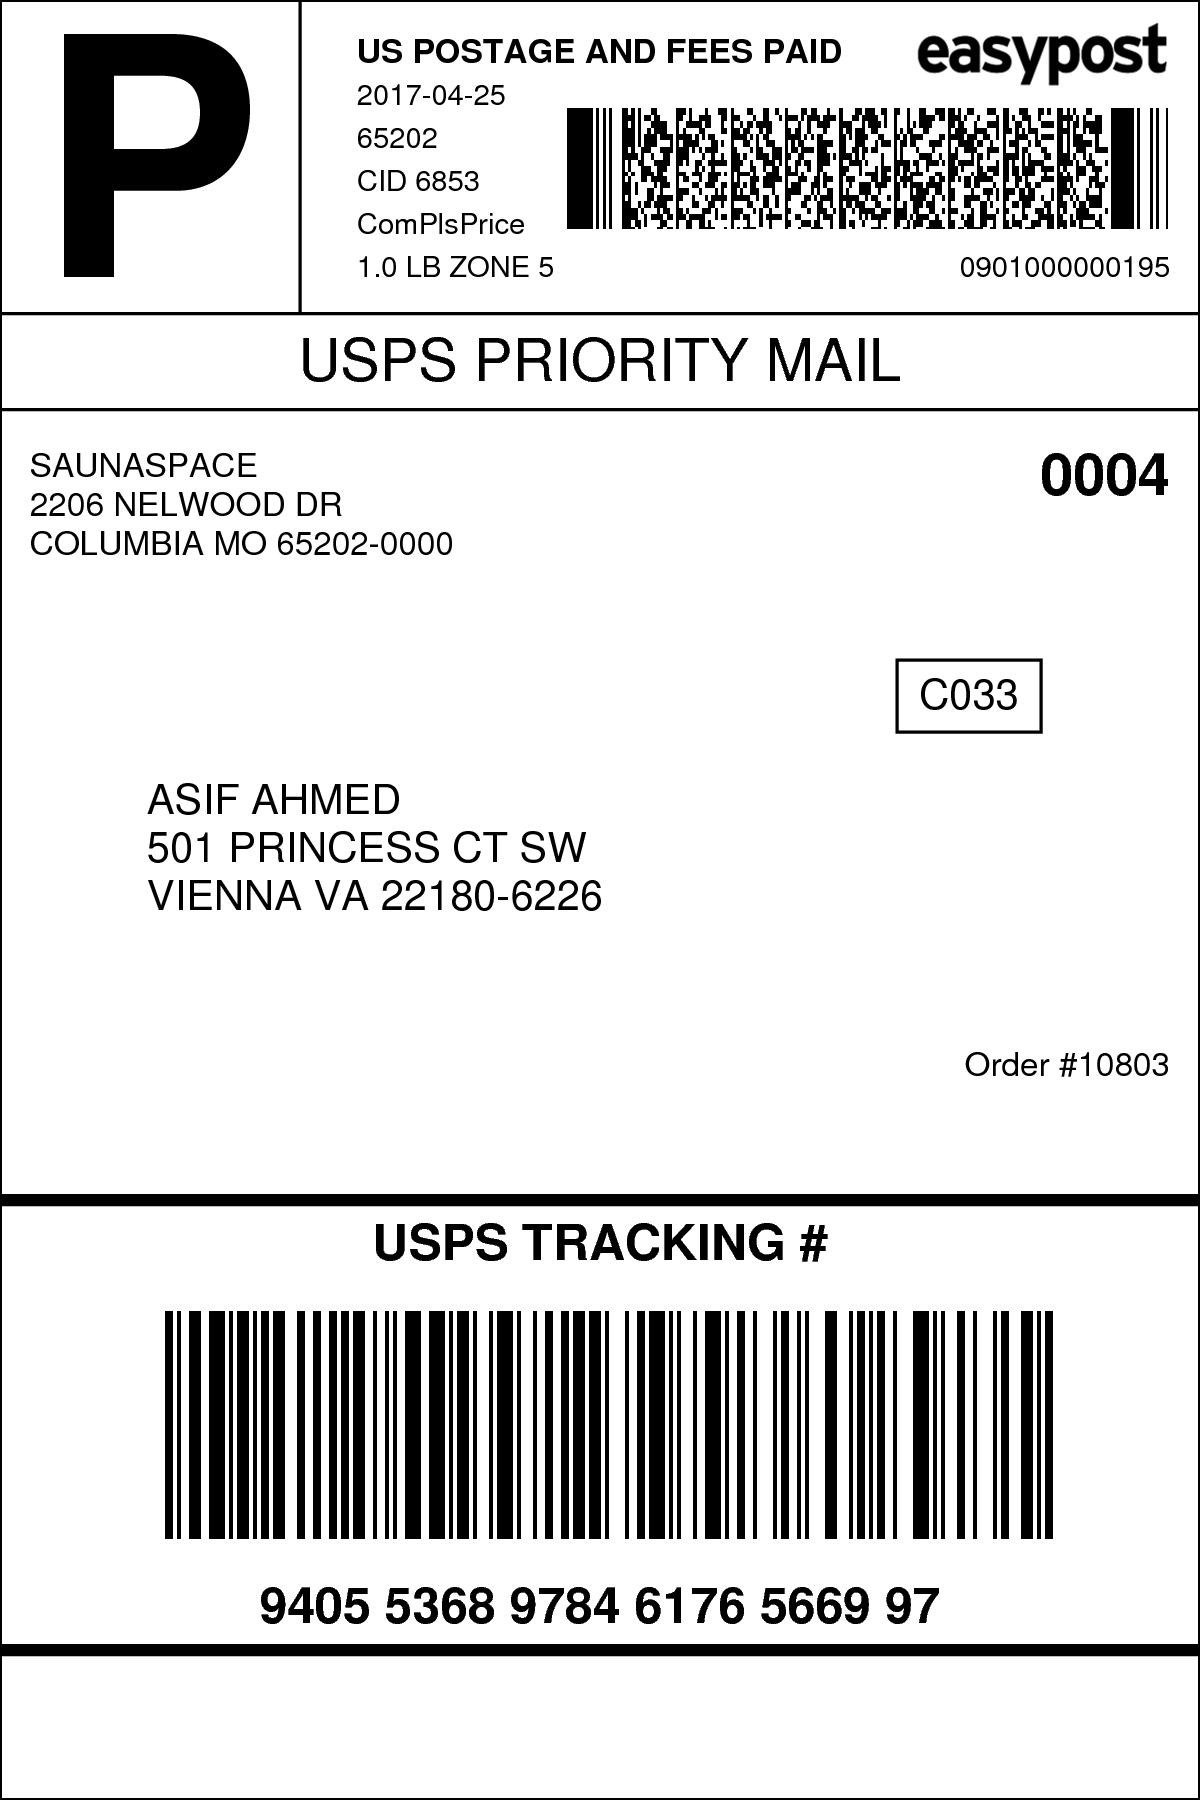 P
US POSTAGE AND FEES PAID
easypost
2017-04-25
65202
CID 6853
ComPlsPrice
1.0 LB ZONE 5
0901000000195
USPS PRIORITY MAIL
SAUNASPACE
2206 NELWOOD DR
COLUMBIA MO 65202-0000
0004
C033
ASIF AHMED
501 PRINCESS CT SW
VIENNA VA 22180-6226
Order #10803
USPS TRACKING #
9405 5368 9784 6176 5669 97